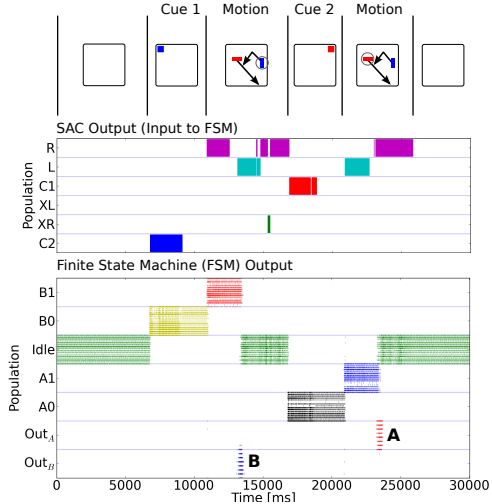 Cue 1 Motion Cue 2 Motion
SAC Output (Input to FSM)
R
L
C1
XL
XR
C2
Population
Finite State Machine (FSM) Output
B1
B0
Idle
A1
A0
Out_A
A
Out_B
B
Population
0 5000 10000 15000 20000 25000 30000
Time [ms]